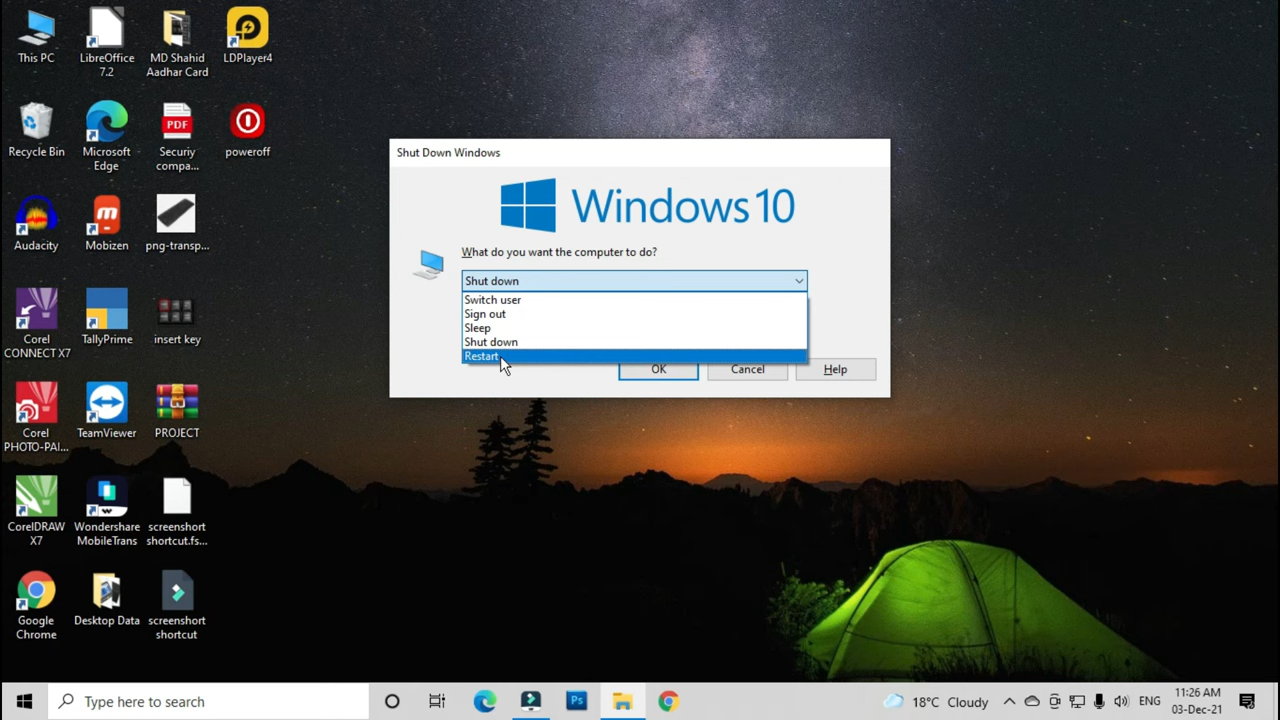 This PC
LibreOffice
7.2
MD Shahid
Aadhar Card
LDPlayer4
Recycle Bin
Microsoft
Edge
PDF
Securiy
compa...
poweroff
Audacity
Mobizen
png-transp...
Corel
CONNECT X7
TallyPrime
insert key
Corel
PHOTO-PAI...
TeamViewer
PROJECT
CorelDRAW
X7
Wondershare
MobileTrans
screenshort
shortcut.fs...
Google
Chrome
Desktop Data
screenshort
shortcut
Shut Down Windows
Windows 10
What do you want the computer to do?
Shut down
Switch user
Sign out
Sleep
Shut down
Restart
OK
Cancel
Help
Type here to search
Ps
18°C Cloudy
ENG
11:26 AM
03-Dec-21